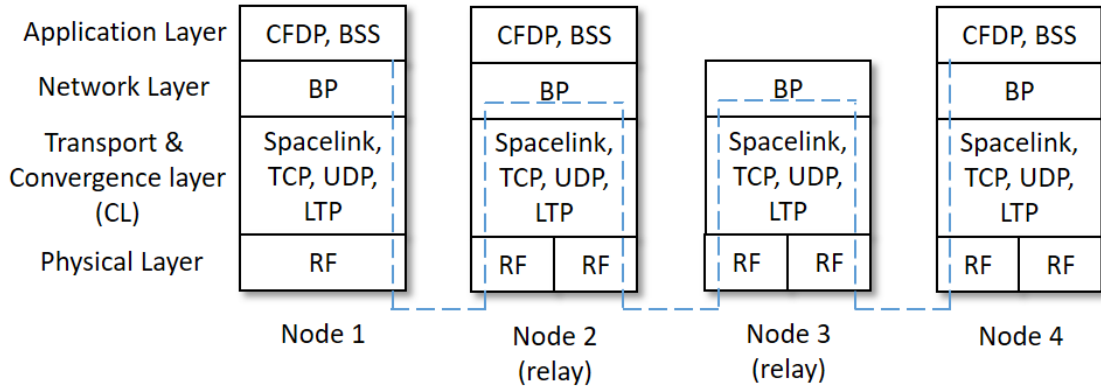 Application Layer
CFDP, BSS
CFDP, BSS
CFDP, BSS
Network Layer
BP
BP
BP
BP
Transport &
Convergence layer
(CL)
Spacelink,
TCP, UDP,
LTP
Spacelink,
TCP, UDP,
LTP
Spacelink,
TCP, UDP,
LTP
Spacelink,
TCP, UDP,
LTP
Physical Layer
RF
RF
RF
RF
RF
RF
RF
Node 1
Node 2
(relay)
Node 3
(relay)
Node 4